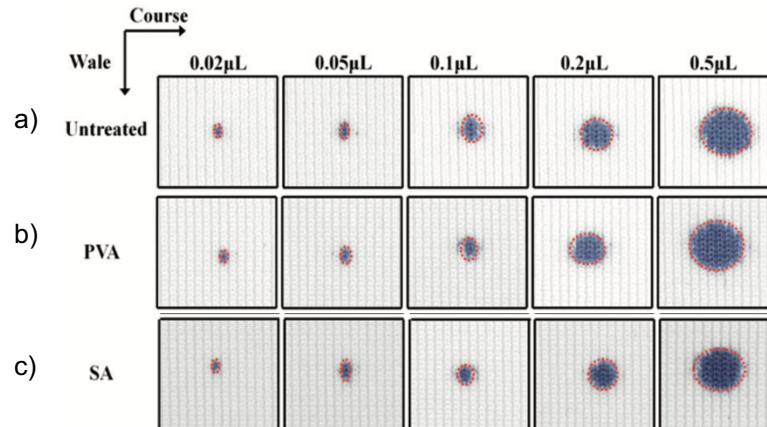 Course
Wale
0.02µL 0.05µL 0.1µL 0.2µL 0.5µL
a) Untreated
b) PVA
c) SA